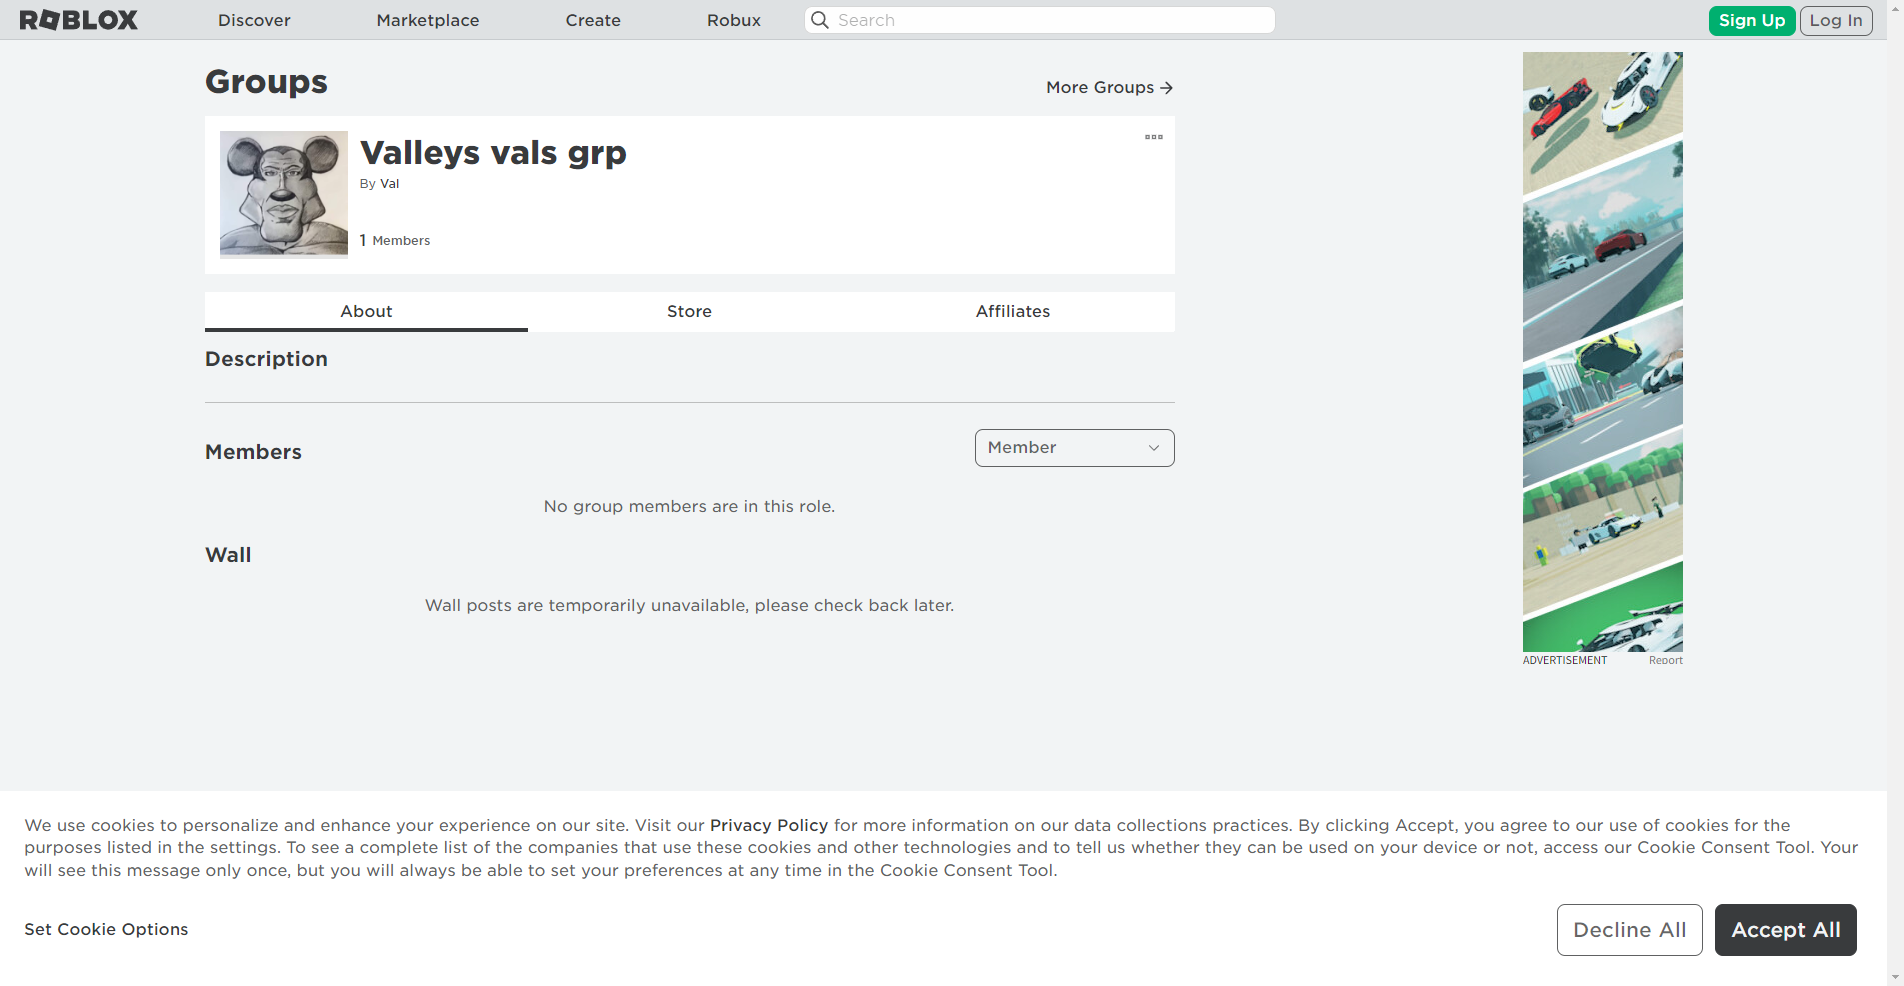 ROBLOX
Discover
Marketplace
Create
Robux
Search
Sign Up
Log In
Groups
More Groups
Valleys vals grp
By Val
1 Members
About
Store
Affiliates
Description
Members
Member
No group members are in this role.
Wall
Wall posts are temporarily unavailable, please check back later.
ADVERTISEMENT
Report
We use cookies to personalize and enhance your experience on our site. Visit our Privacy Policy for more information on our data collections practices. By clicking Accept, you agree to our use of cookies for the
purposes listed in the settings. To see a complete list of the companies that use these cookies and other technologies and to tell us whether they can be used on your device or not, access our Cookie Consent Tool. Your
will see this message only once, but you will always be able to set your preferences at any time in the Cookie Consent Tool.
Set Cookie Options
Decline All
Accept All